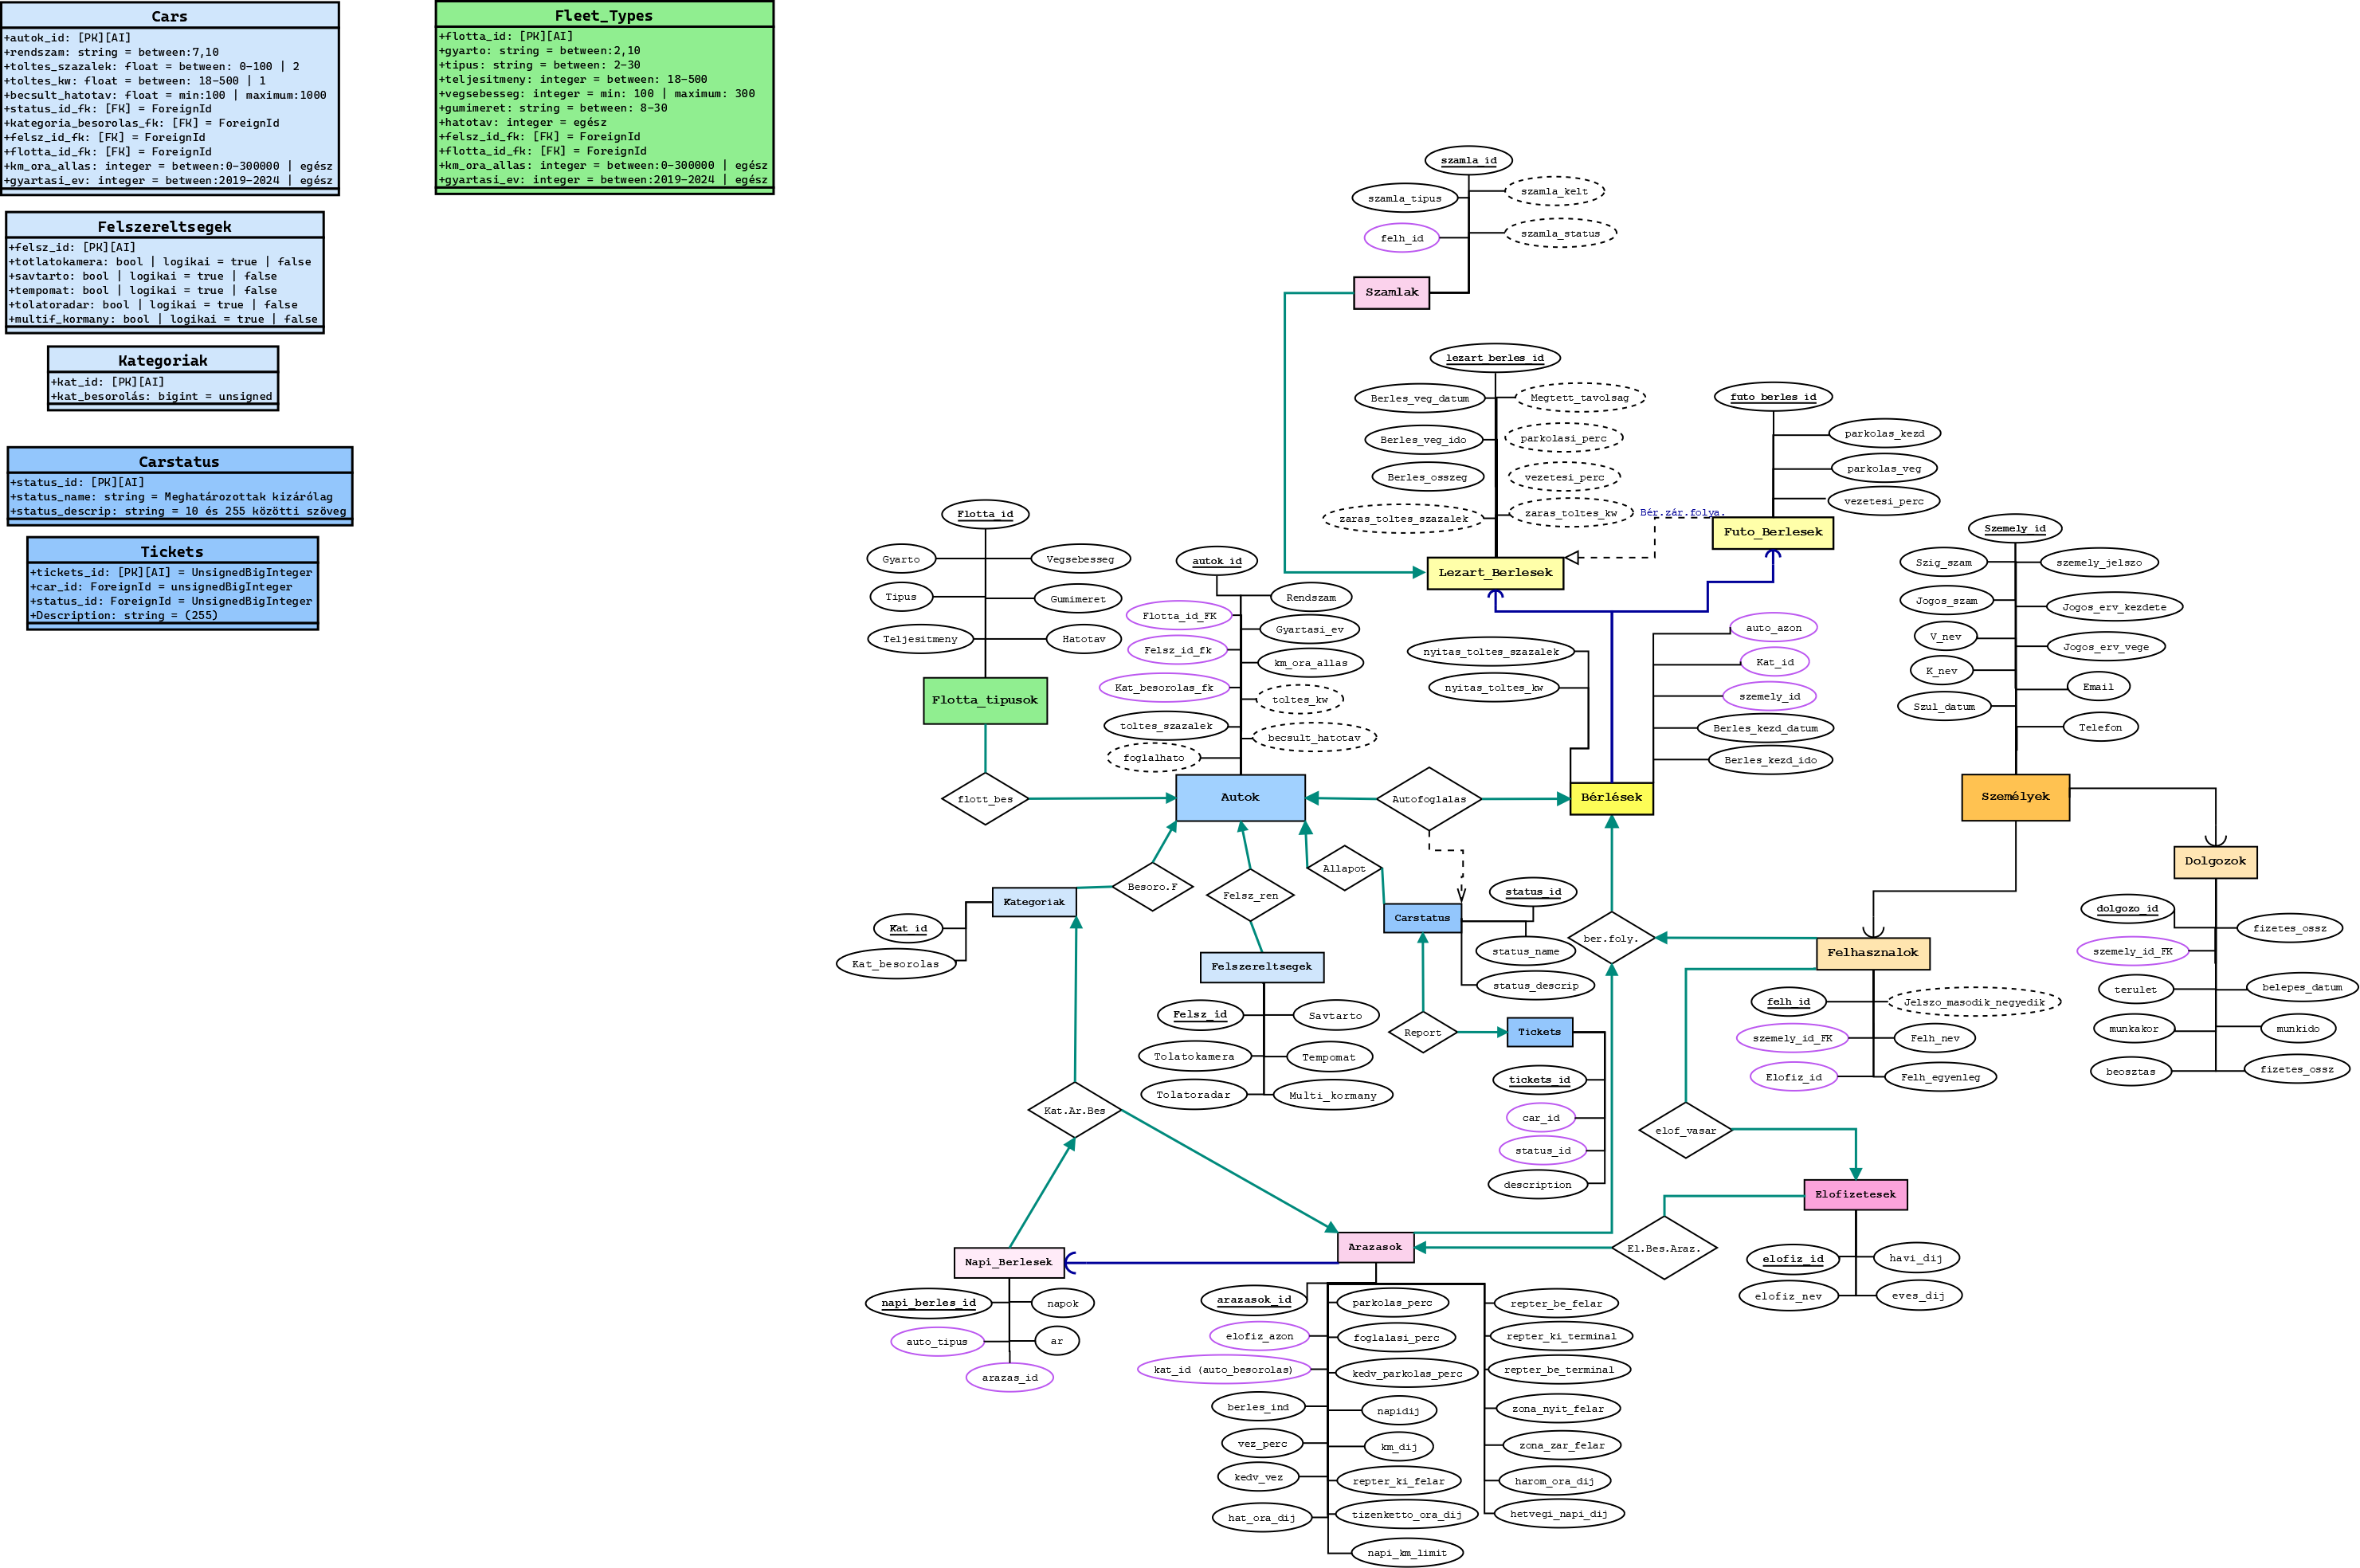 Cars
+autok_id: [PK][AI]
+rendszam: string = between:7,10
+toltes_szazalek: float = between: 0-100 | 2
+toltes_kw: float = between: 18-500 | 1
+becsult_hatotav: float = min:100 | maximum:1000
+status_id_fk: [FK] = ForeignId
+kategoria_besorolas_fk: [FK] = ForeignId
+felsz_id_fk: [FK] = ForeignId
+flotta_id_fk: [FK] = ForeignId
+km_ora_allas: integer = between:0-300000 | egész
+gyartasi_ev: integer = between:2019-2024 | egész
Fleet_Types
+flotta_id: [PK][AI]
+gyarto: string = between:2,10
+tipus: string = between: 2-30
+teljesitmeny: integer = between: 18-500
+vegsebesseg: integer = min: 100 | maximum: 300
+gumimeret: string = between: 8-30
+hatotav: integer = egész
+felsz_id_fk: [FK] = ForeignId
+flotta_id_fk: [FK] = ForeignId
+km_ora_allas: integer = between:0-300000 | egész
+gyartasi_ev: integer = between:2019-2024 | egész
Felszereltsegek
+felsz_id: [PK][AI]
+totlatokamera: bool | logikai = true | false
+savtarto: bool | logikai = true | false
+tempomat: bool | logikai = true | false
+tolatoradar: bool | logikai = true | false
+multif_kormany: bool | logikai = true | false
Kategoriak
+kat_id: [PK][AI]
+kat_besorolás: bigint = unsigned
Carstatus
+status_id: [PK][AI]
+status_name: string = Meghatározottak kizárólag
+status_descrip: string = 10 és 255 közötti szöveg
Tickets
+tickets_id: [PK][AI] = UnsignedBigInteger
+car_id: ForeignId = unsignedBigInteger
+status_id: ForeignId = UnsignedBigInteger
+Description: string = (255)
szamla_id
szamla_tipus
szamla_kelt
felh_id
szamla_status
Szamlak
lezart_berles_id
Berles_veg_datum
Megtett_tavolsag
Berles_veg_ido
parkolasi_perc
Berles_osszeg
vezetesi_perc
zaras_toltes_szazalek
zaras_toltes_kw
Bér.zár.folya.
Lezart_Berlesek
futo_berles_id
parkolas_kezd
parkolas_veg
vezetesi_perc
Futo_Berlesek
Flotta_id
Gyarto
Vegsebesseg
Tipus
Gumimeret
Teljesitmeny
Hatotav
Flotta_tipusok
flott_bes
autok_id
Rendszam
Flotta_id_FK
Gyartasi_ev
Felsz_id_fk
km_ora_allas
Kat_besorolas_fk
toltes_kw
toltes_szazalek
becsult_hatotav
foglalhato
Autok
Autofoglalas
nyitas_toltes_szazalek
nyitas_toltes_kw
auto_azon
Kat_id
szemely_id
Berles_kezd_datum
Berles_kezd_ido
Bérlések
Szemely_id
Szig_szam
szemely_jelszo
Jogos_szam
Jogos_erv_kezdete
V_nev
Jogos_erv_vege
K_nev
Email
Szul_datum
Telefon
Személyek
Dolgozok
dolgozo_id
fizetes_ossz
szemely_id_FK
terulet
belepes_datum
munkakor
munkido
beosztas
fizetes_ossz
Felhasznalok
felh_id
Jelszo_masodik_negyedik
szemely_id_FK
Felh_nev
Elofiz_id
Felh_egyenleg
Besoro.F
Felsz_ren
Allapot
ber.foly.
Kategoriak
Kat_id
Kat_besorolas
Carstatus
status_id
status_name
status_descrip
Felszereltsegek
Felsz_id
Savtarto
Tolatokamera
Tempomat
Tolatoradar
Multi_kormany
Report
Tickets
tickets_id
car_id
status_id
description
Kat.Ar.Bes
elof_vasar
Elofizetesek
elofiz_id
havi_dij
elofiz_nev
eves_dij
El.Bes.Araz.
Napi_Berlesek
napi_berles_id
napok
auto_tipus
ar
arazas_id
Arazasok
arazasok_id
parkolas_perc
repter_be_felar
elofiz_azon
foglalasi_perc
repter_ki_terminal
kat_id (auto_besorolas)
kedv_parkolas_perc
repter_be_terminal
berles_ind
napidij
zona_nyit_felar
vez_perc
km_dij
zona_zar_felar
kedv_vez
repter_ki_felar
harom_ora_dij
hat_ora_dij
tizenketto_ora_dij
hetvegi_napi_dij
napi_km_limit